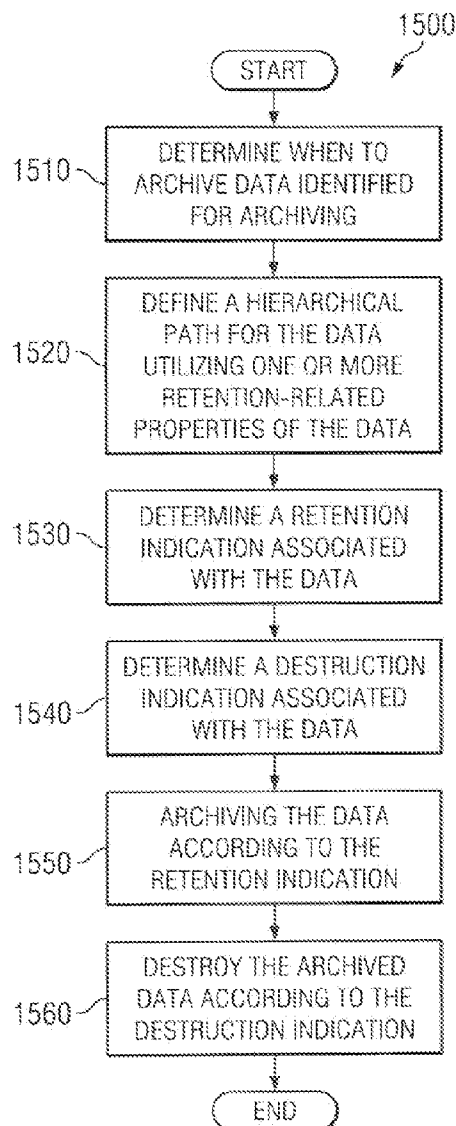 1500
START
1510
DETERMINE WHEN TO
ARCHIVE DATA IDENTIFIED
FOR ARCHIVING
1520
DEFINE A HIERARCHICAL
PATH FOR THE DATA
UTILIZING ONE OR MORE
RETENTION-RELATED
PROPERTIES OF THE DATA
1530
DETERMINE A RETENTION
INDICATION ASSOCIATED
WITH THE DATA
1540
DETERMINE A DESTRUCTION
INDICATION ASSOCIATED
WITH THE DATA
1550
ARCHIVING THE DATA
ACCORDING TO THE
RETENTION INDICATION
1560
DESTROY THE ARCHIVED
DATA ACCORDING TO THE
DESTRUCTION INDICATION
END